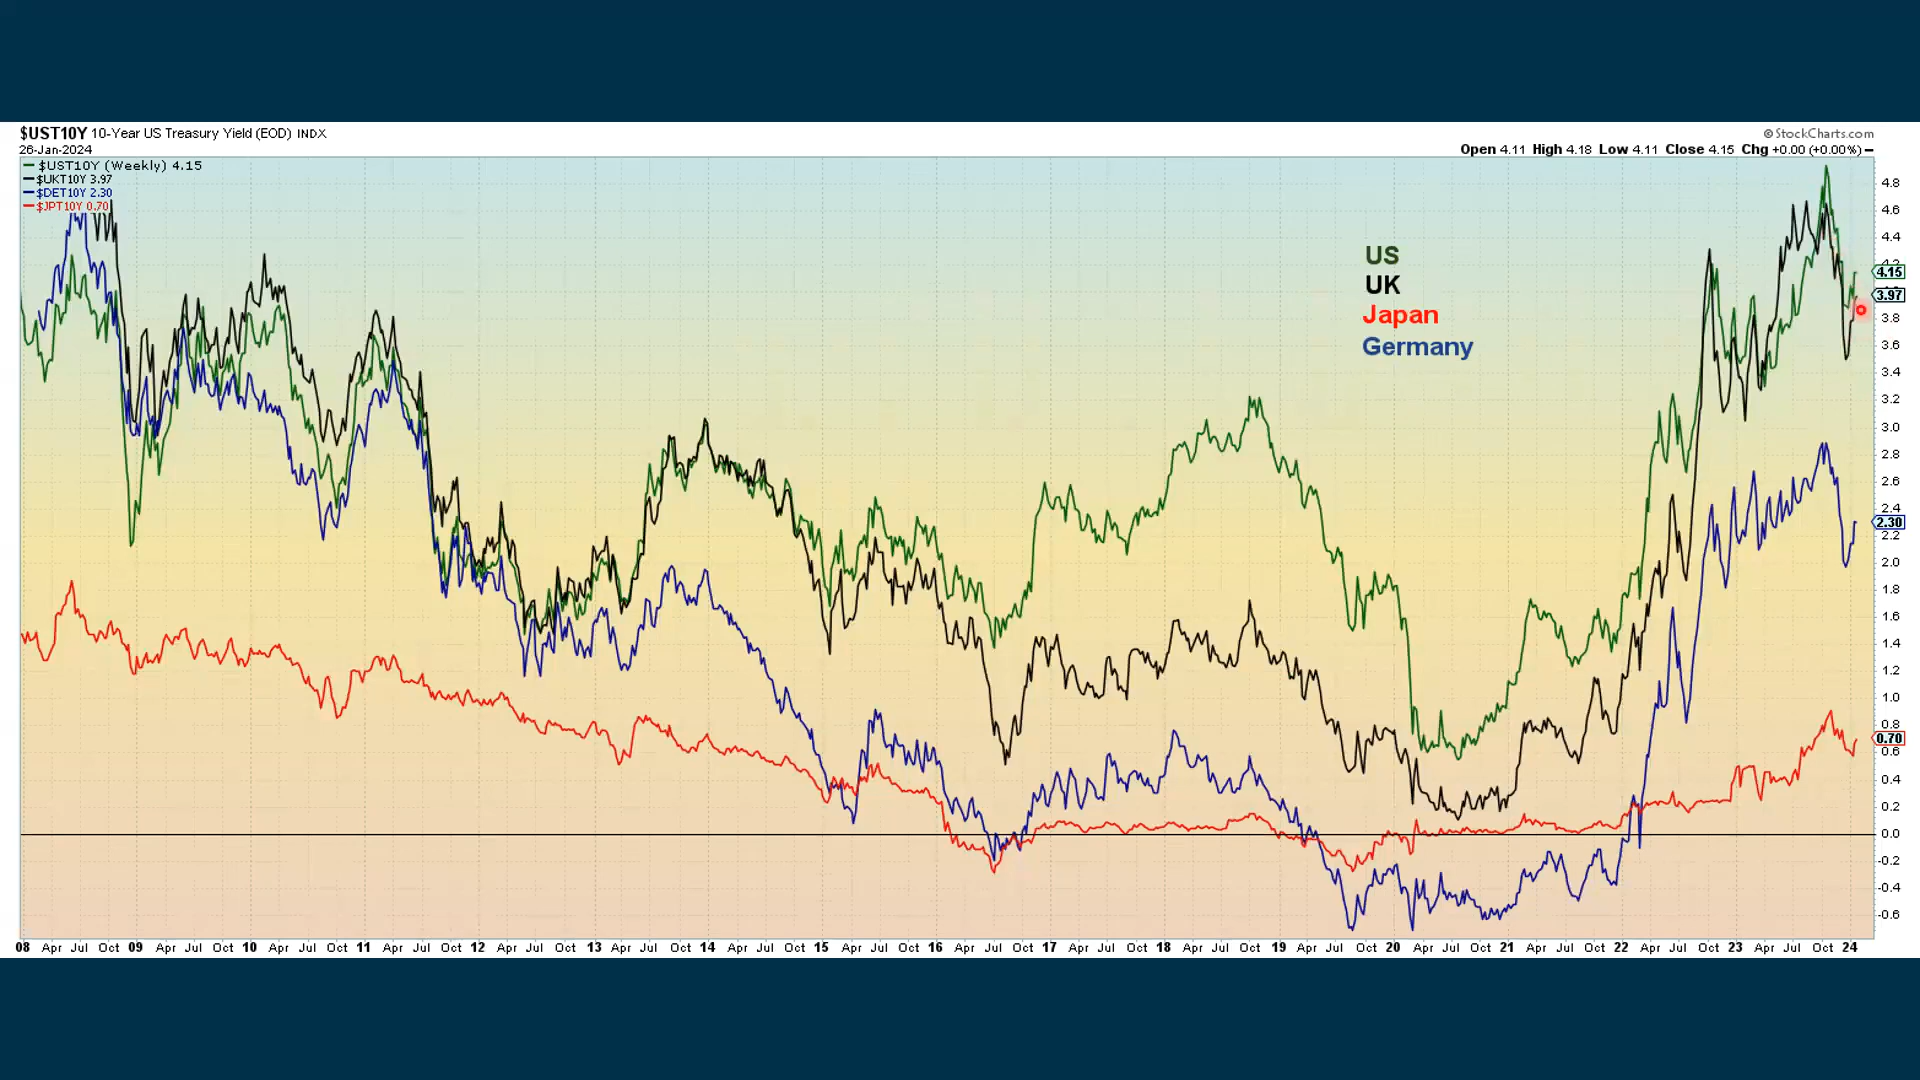 $UST10Y 10-Year US Treasury Yield (EOD) INDX
© StockCharts.com
26-Jan-2024
Open 4.11 High 4.18 Low 4.11 Close 4.15 Chg +0.00 (+0.00%)
$UST10Y (Weekly) 4.15
$UKT10Y 3.97
$DET10Y 2.30
$JPT10Y 0.70
US
UK
Japan
Germany
4.8
4.6
4.4
4.2
4.15
3.97
3.8
3.6
3.4
3.2
3.0
2.8
2.6
2.4
2.30
2.2
2.0
1.8
1.6
1.4
1.2
1.0
0.8
0.70
0.6
0.4
0.2
0.0
-0.2
-0.4
-0.6
08 Apr Jul Oct 09 Apr Jul Oct 10 Apr Jul Oct 11 Apr Jul Oct 12 Apr Jul Oct 13 Apr Jul Oct 14 Apr Jul Oct 15 Apr Jul Oct 16 Apr Jul Oct 17 Apr Jul Oct 18 Apr Jul Oct 19 Apr Jul Oct 20 Apr Jul Oct 21 Apr Jul Oct 22 Apr Jul Oct 23 Apr Jul Oct 24